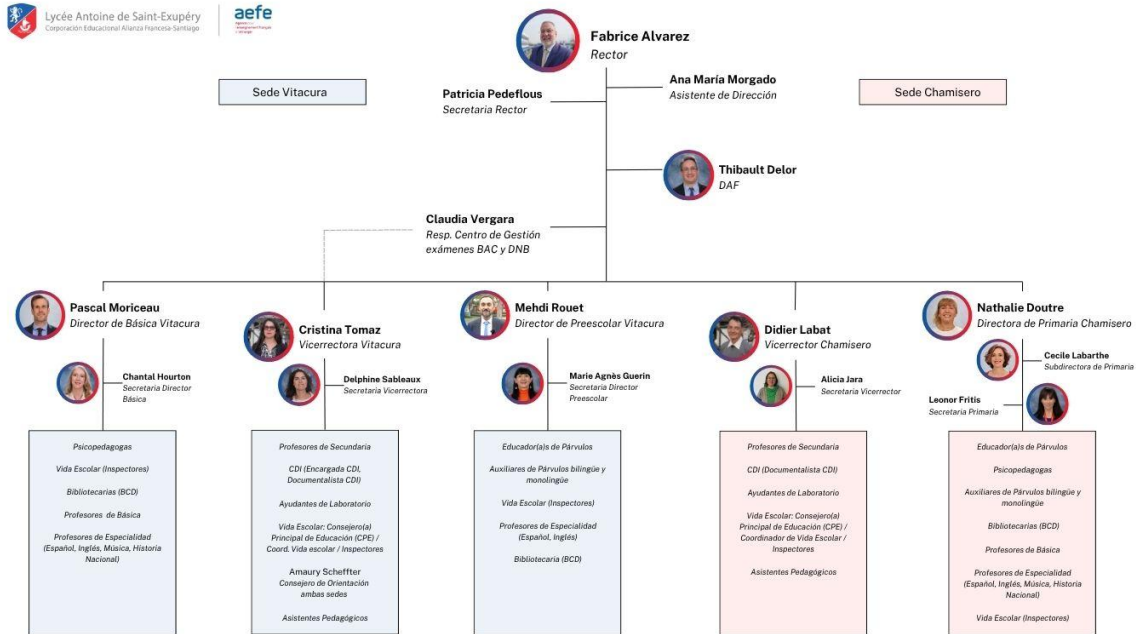 Lycée Antoine de Saint-Exupéry
Corporación Educacional Alianza Francesa-Santiago
aefe
Fabrice Alvarez
Rector
Sede Vitacura
Patricia Pedeflous
Secretaria Rector
Ana María Morgado
Asistente de Dirección
Sede Chamisero
Thibault Delor
DAF
Claudia Vergara
Resp. Centro de Gestión
exámenes BAC y DNB
Pascal Moriceau
Director de Básica Vitacura
Chantal Hourton
Secretaria Director
Básica
Cristina Tomaz
Vicerrectora Vitacura
Delphine Sableaux
Secretaria Vicerrectora
Mehdi Rouet
Director de Preescolar Vitacura
Marie Agnès Guerin
Secretaria Director
Preescolar
Didier Labat
Vicerrector Chamisero
Alicia Jara
Secretaria Vicerrector
Nathalie Doutre
Directora de Primaria Chamisero
Cecile Labarthe
Subdirectora de Primaria
Leonor Fritis
Secretaria Primaria
Psicopedagogas
Vida Escolar (Inspectores)
Bibliotecarias (BCD)
Profesores de Básica
Profesores de Especialidad
(Español, Inglés, Música, Historia
Nacional)
Profesores de Secundaria
CDI (Encargada CDI,
Documentalista CDI)
Ayudantes de Laboratorio
Vida Escolar: Consejero(a)
Principal de Educación (CPE) /
Coord. Vida escolar / Inspectores
Amaury Scheffter
Consejero de Orientación
ambas sedes
Asistentes Pedagógicos
Educador(a)s de Párvulos
Auxiliares de Párvulos bilingüe y
monolingüe
Vida Escolar (Inspectores)
Profesores de Especialidad
(Español, Inglés)
Bibliotecaria (BCD)
Profesores de Secundaria
CDI (Documentalista CDI)
Ayudantes de Laboratorio
Vida Escolar: Consejero(a)
Principal de Educación (CPE) /
Coordinador de Vida Escolar /
Inspectores
Asistentes Pedagógicos
Educador(a)s de Párvulos
Psicopedagogas
Auxiliares de Párvulos bilingüe y
monolingüe
Bibliotecarias (BCD)
Profesores de Básica
Profesores de Especialidad
(Español, Inglés, Música, Historia
Nacional)
Vida Escolar (Inspectores)